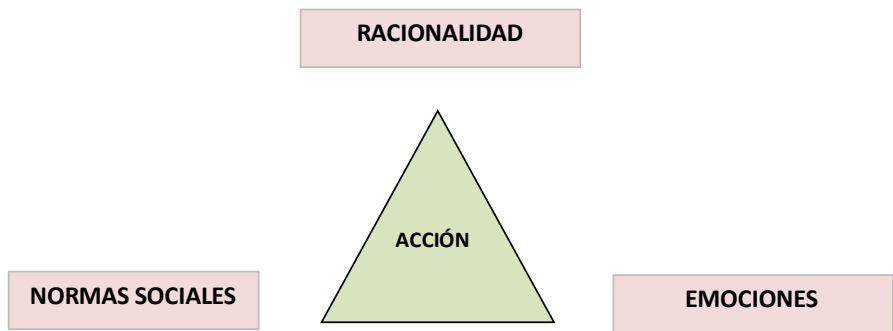 RACIONALIDAD
ACCIÓN
NORMAS SOCIALES
EMOCIONES